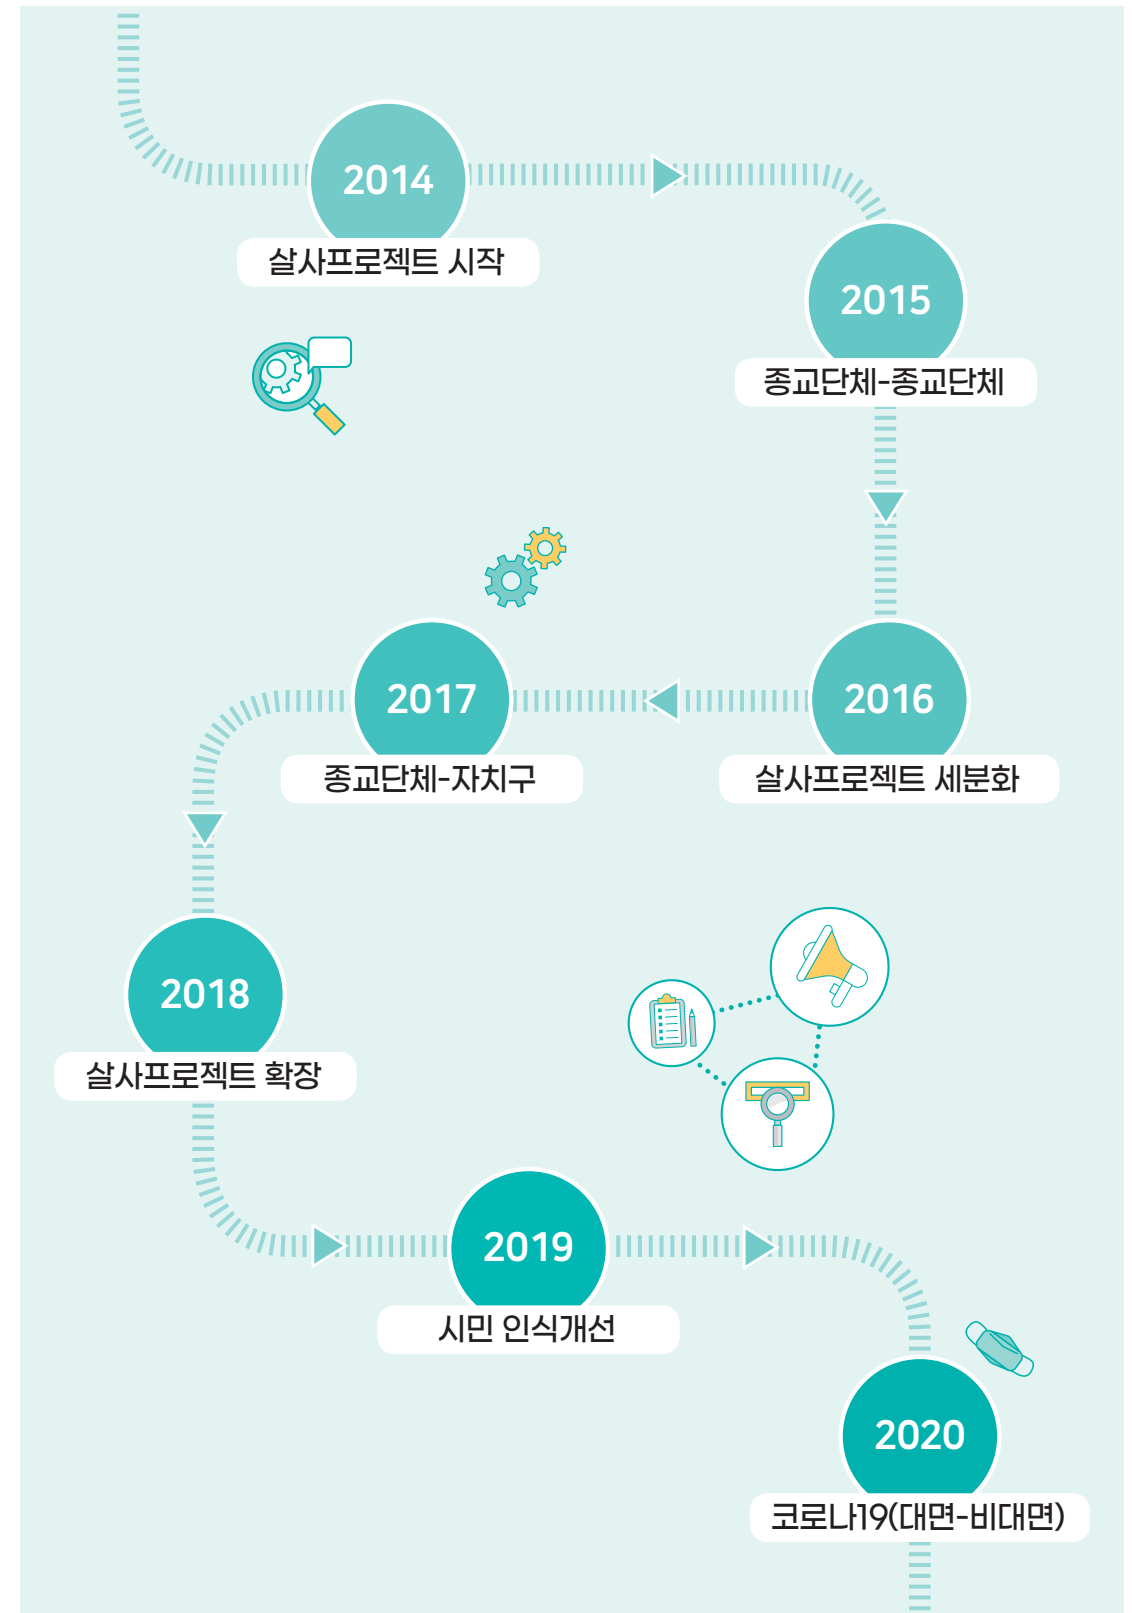 2014
살사프로젝트 시작
2015
종교단체-종교단체
2016
살사프로젝트 세분화
2017
종교단체-자치구
2018
살사프로젝트 확장
2019
시민 인식개선
2020
코로나19(대면-비대면)